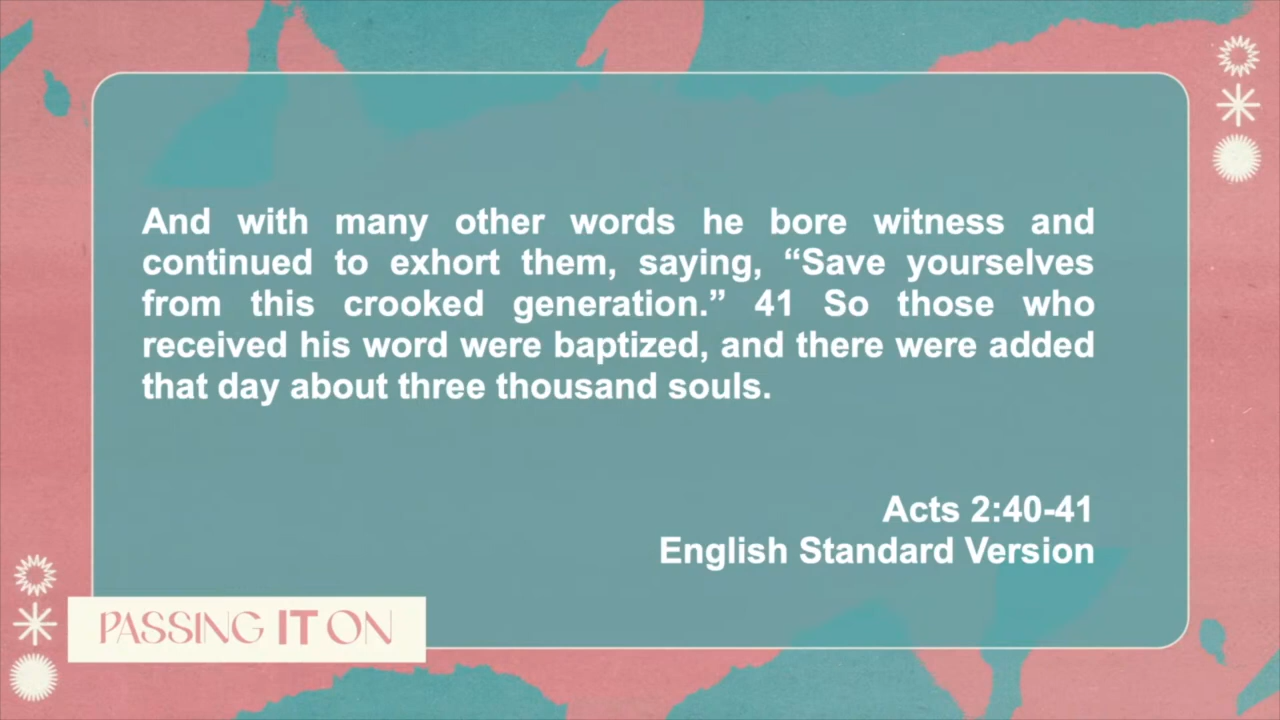 And with many other words he bore witness and
continued to exhort them, saying, “Save yourselves
from this crooked generation.” 41 So those who
received his word were baptized, and there were added
that day about three thousand souls.
Acts 2:40-41
English Standard Version
PASSING IT ON